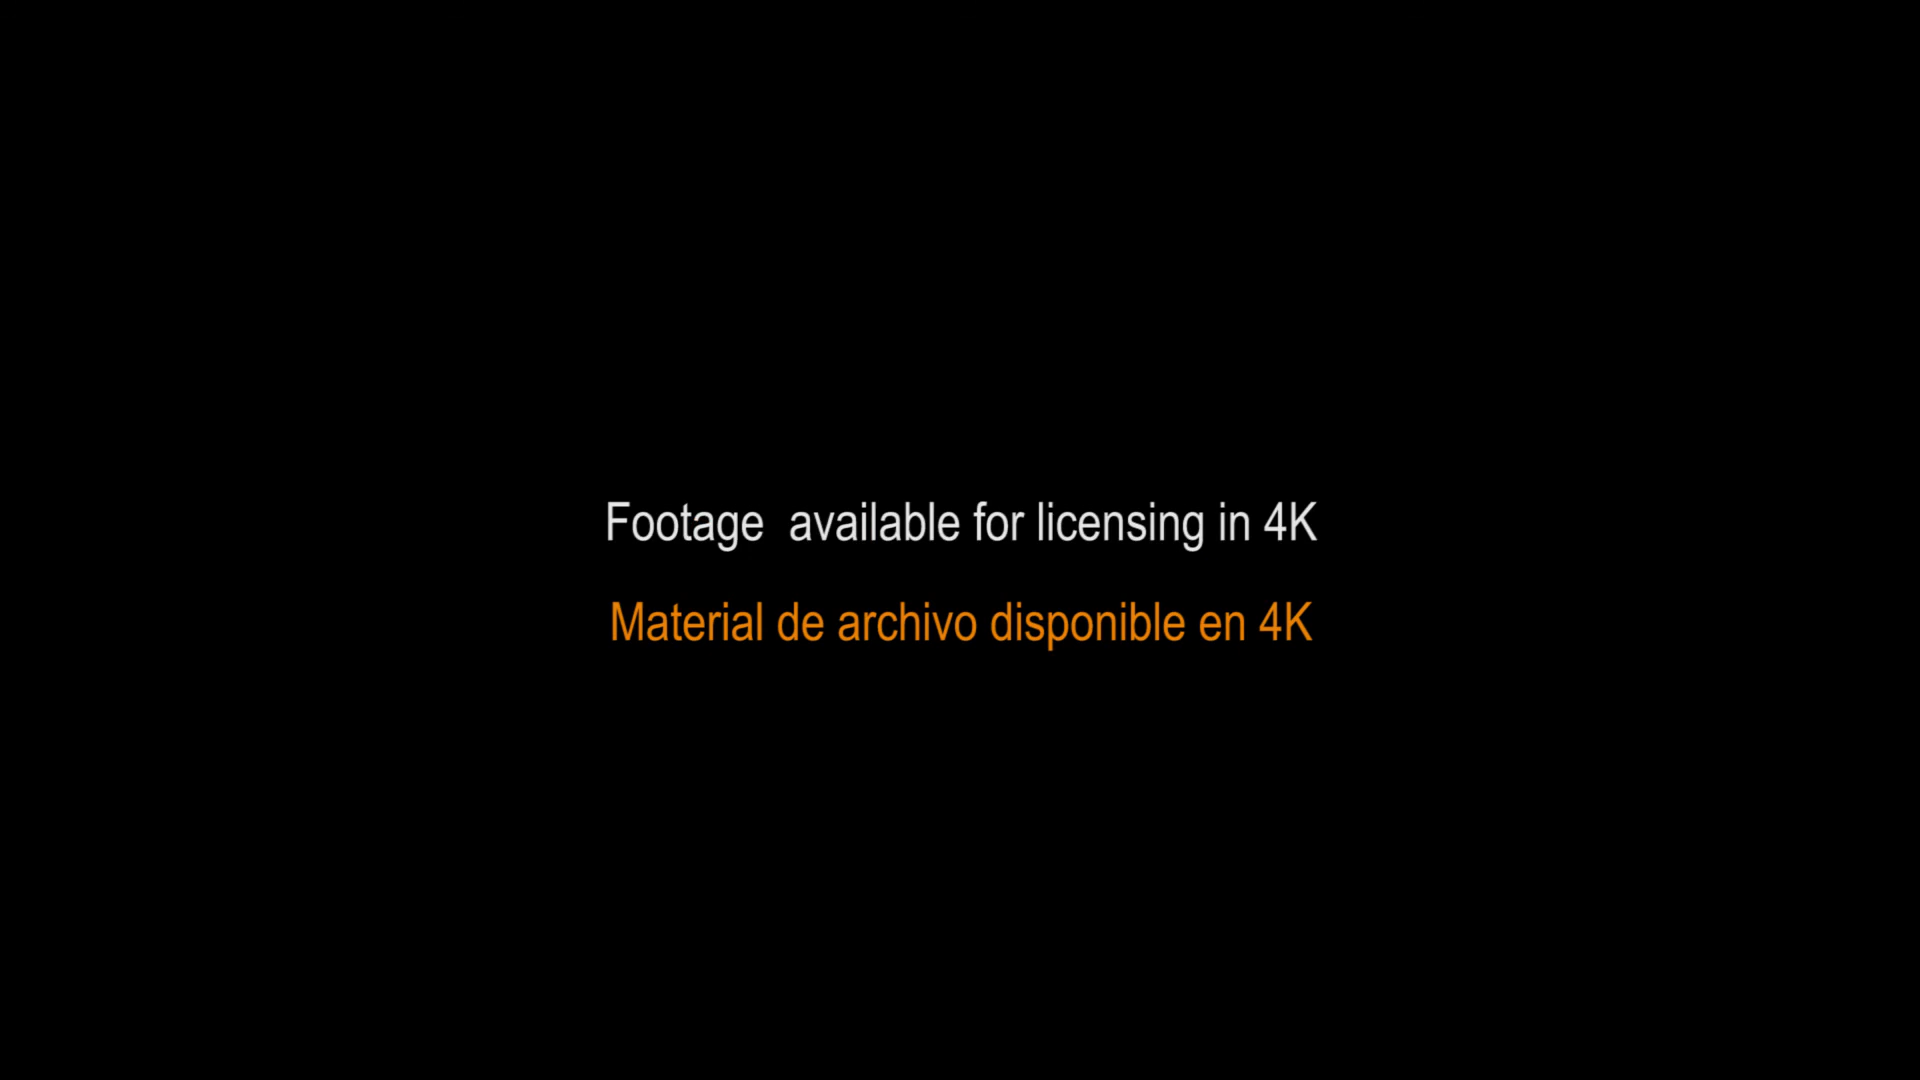 Footage  available for licensing in 4K
Material de archivo disponible en 4K